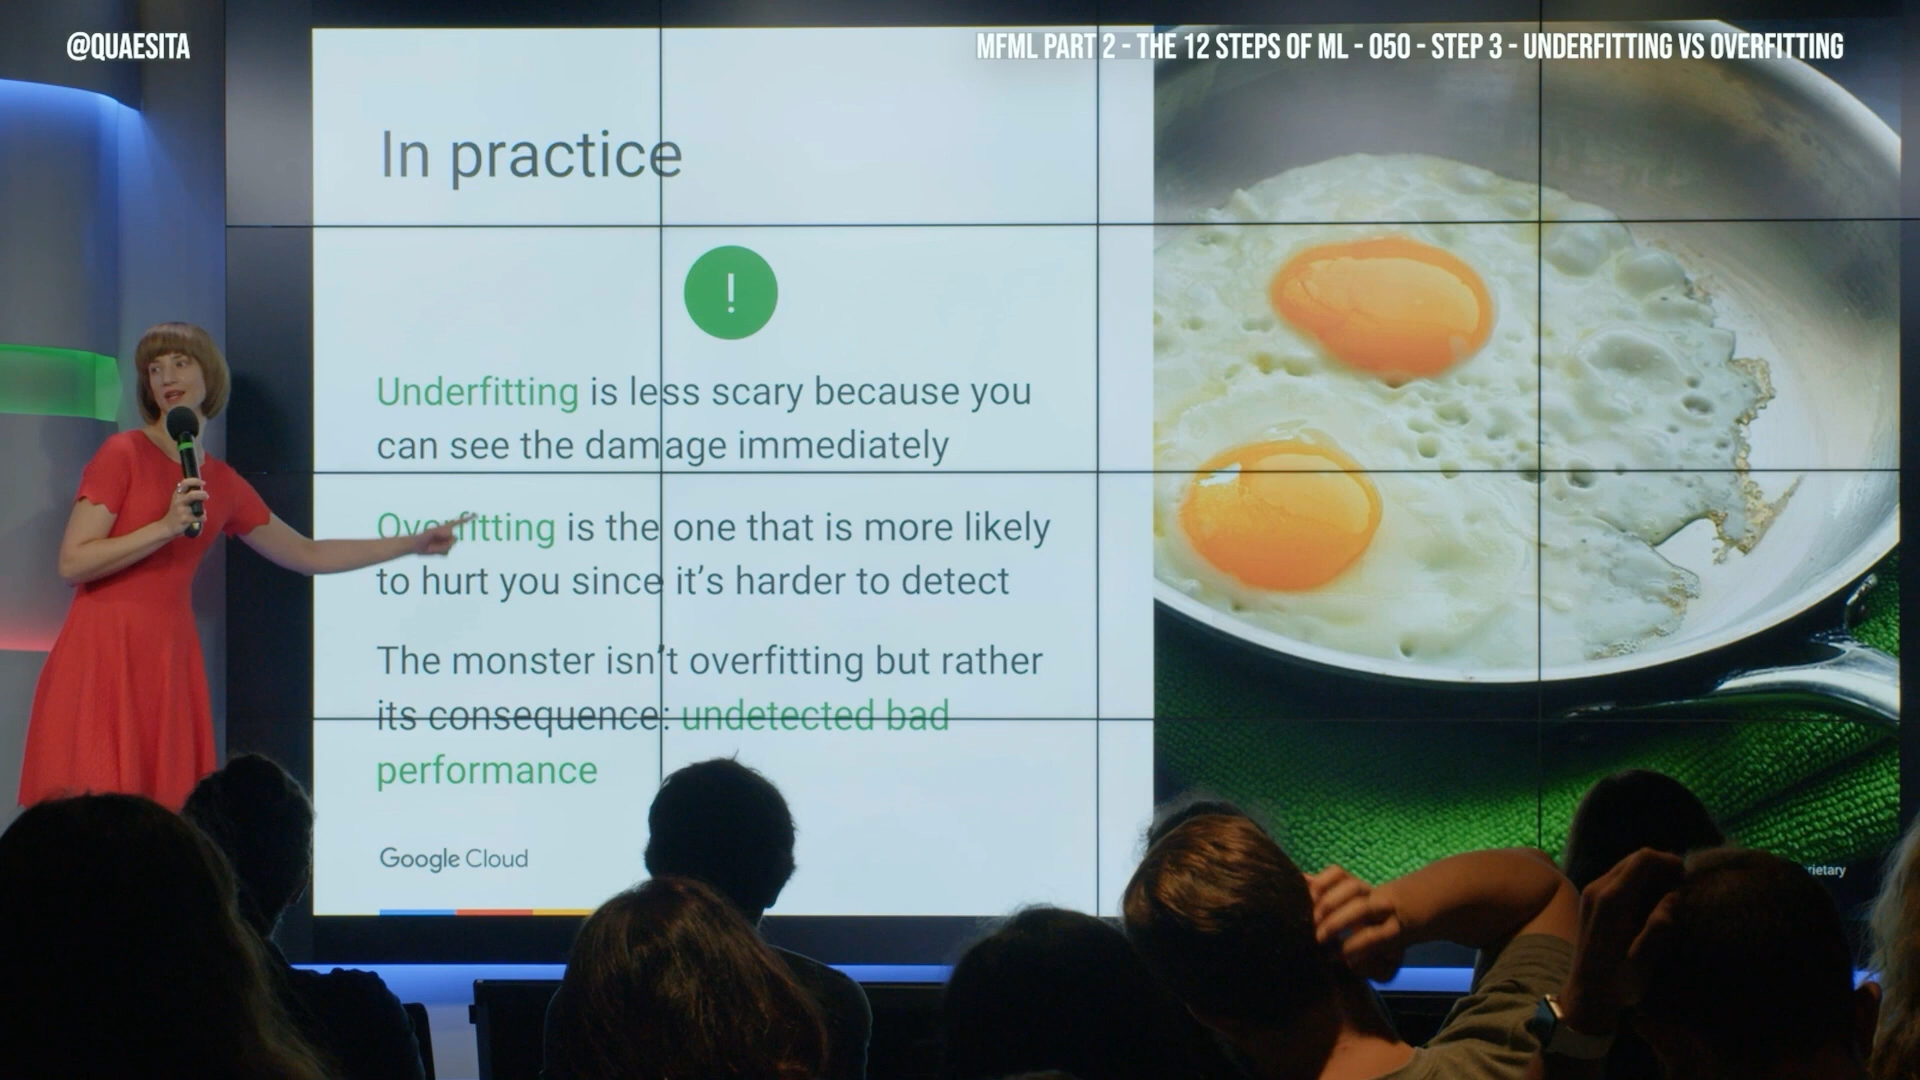 @QUAESITA
MFML PART 2 - THE 12 STEPS OF ML - 050 - STEP 3 - UNDERFITTING VS OVERFITTING
In practice
!
Underfitting is less scary because you
can see the damage immediately
Overfitting is the one that is more likely
to hurt you since it’s harder to detect
The monster isn’t overfitting but rather
its consequence: undetected bad
performance
Google Cloud